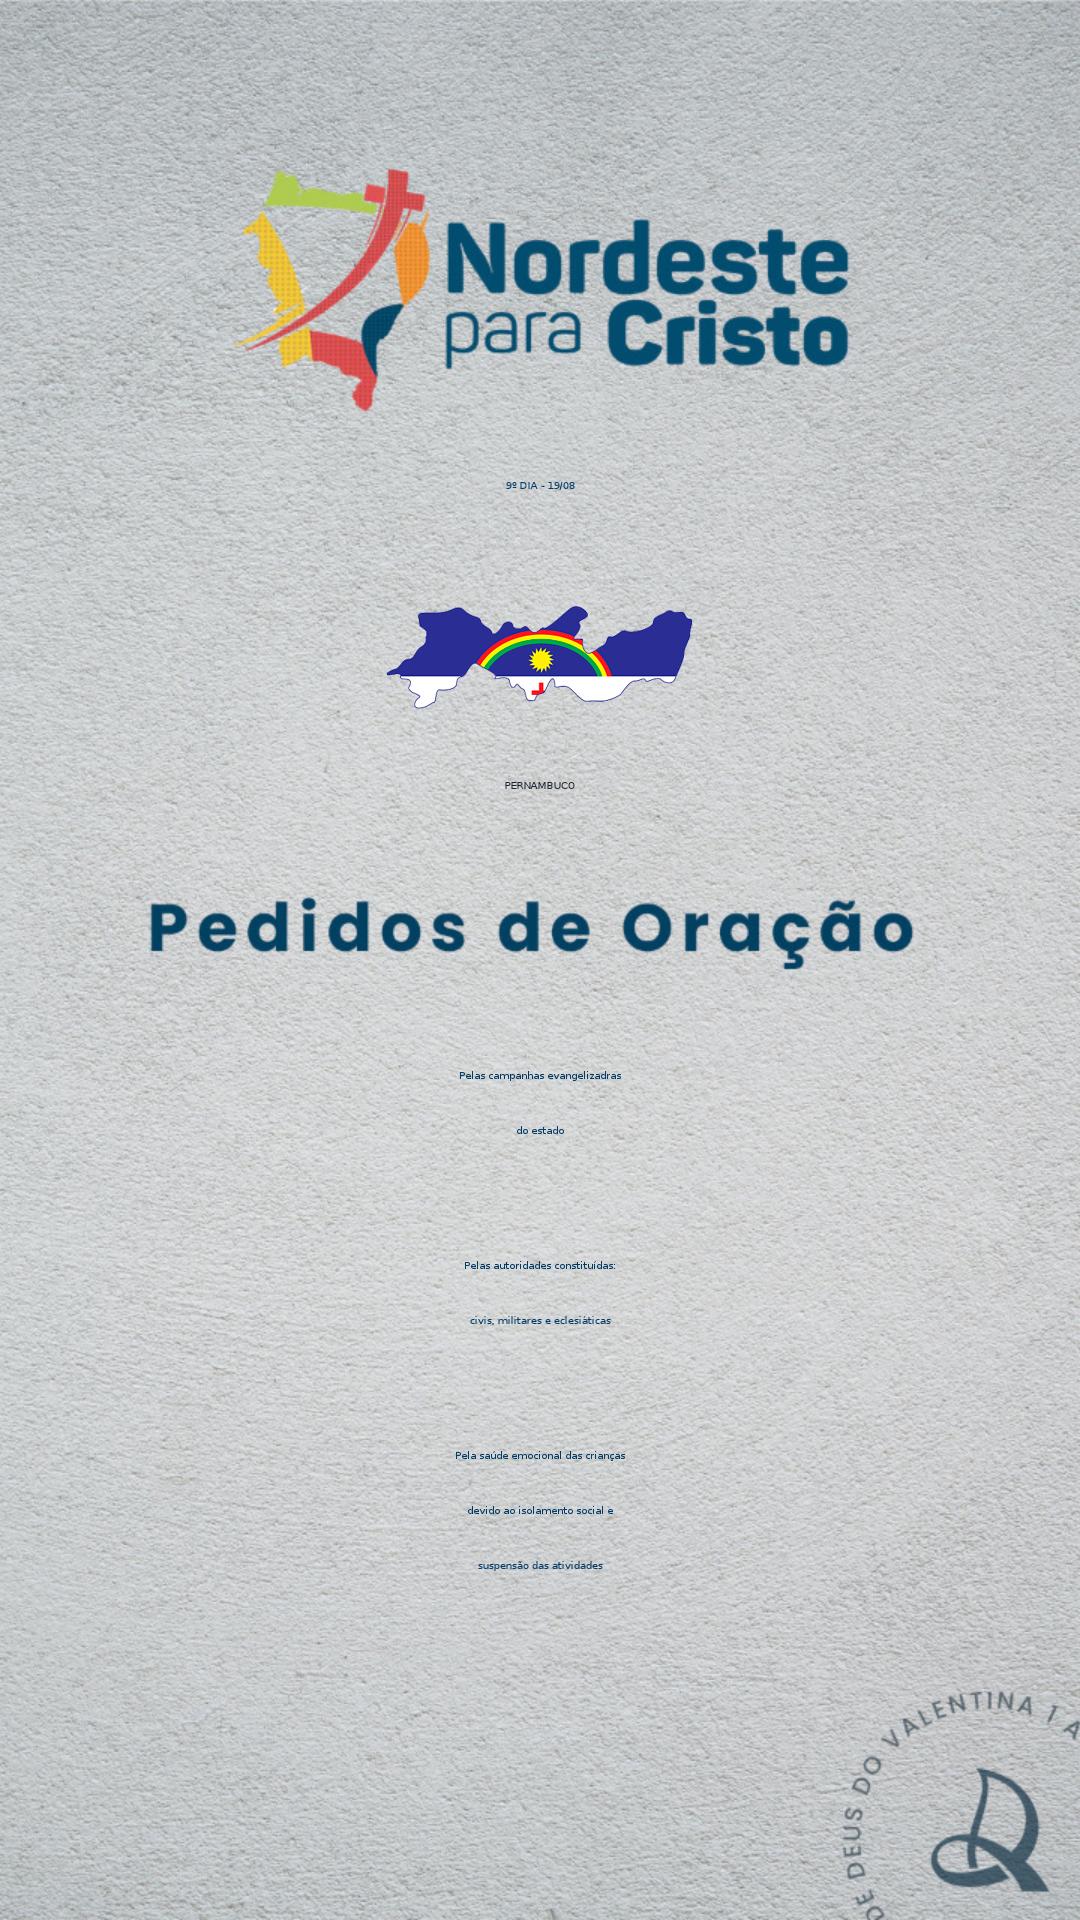 Nordeste
para Cristo
9º DIA - 19/08
PERNAMBUCO
Pedidos de Oração
Pelas campanhas evangelizadras
do estado
Pelas autoridades constituídas:
civis, militares e eclesiáticas
Pela saúde emocional das crianças
devido ao isolamento social e
suspensão das atividades
DE DEUS DO VALENTINA 1 A